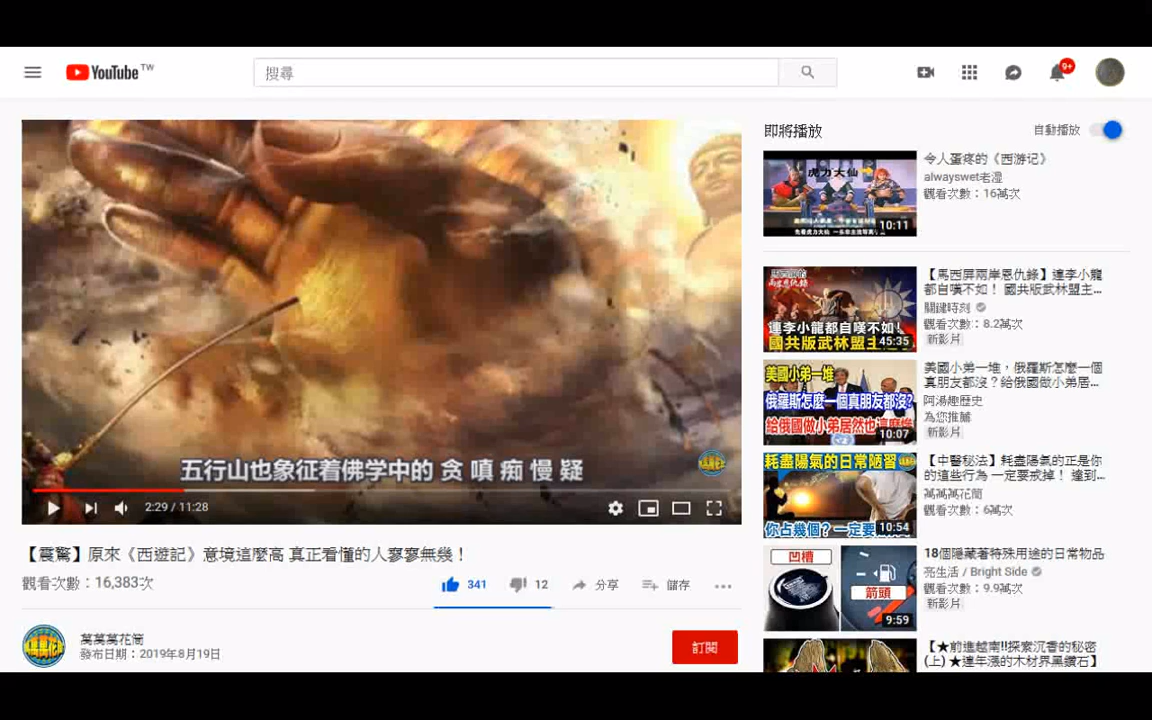 YouTube TW
搜尋
9+
五行山也象征着佛学中的 贪 嗔 痴 慢 疑
2:29 / 11:28
【震驚】原來《西遊記》意境這麼高 真正看懂的人寥寥無幾！
觀看次數：16,383次
341
12
分享
儲存
萬萬萬花筒
發布日期：2019年8月19日
訂閱
即將播放
自動播放
虎力大仙
10:11
令人蛋疼的《西游记》
alwayswet老湿
觀看次數：16萬次
連李小龍都自嘆不如！
國共版武林盟主
45:35
【馬西屏兩岸恩仇錄】連李小龍
都自嘆不如！ 國共版武林盟主...
關鍵時刻
觀看次數：8.2萬次
新影片
美國小弟一堆
俄羅斯怎麼一個真朋友都沒?
給俄國做小弟居然也
10:07
美國小弟一堆，俄羅斯怎麼一個
真朋友都沒？給俄國做小弟居...
阿湯趣歷史
為您推薦
新影片
耗盡陽氣的日常陋習
你占幾個？一定要
10:54
【中醫秘法】耗盡陽氣的正是你
的這些行為 一定要戒掉！ 達到...
萬萬萬花筒
觀看次數：6萬次
凹槽
箭頭
9:59
18個隱藏著特殊用途的日常物品
亮生活 / Bright Side
觀看次數：9.9萬次
新影片
【★前進越南!!探索沉香的秘密
(上) ★連年漲的木材界黑鑽石】